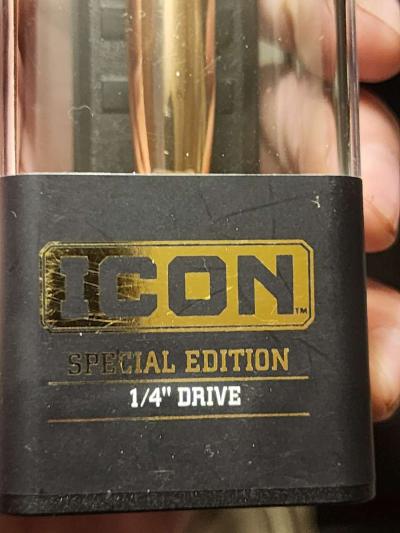 ICON™
SPECIAL EDITION
1/4" DRIVE